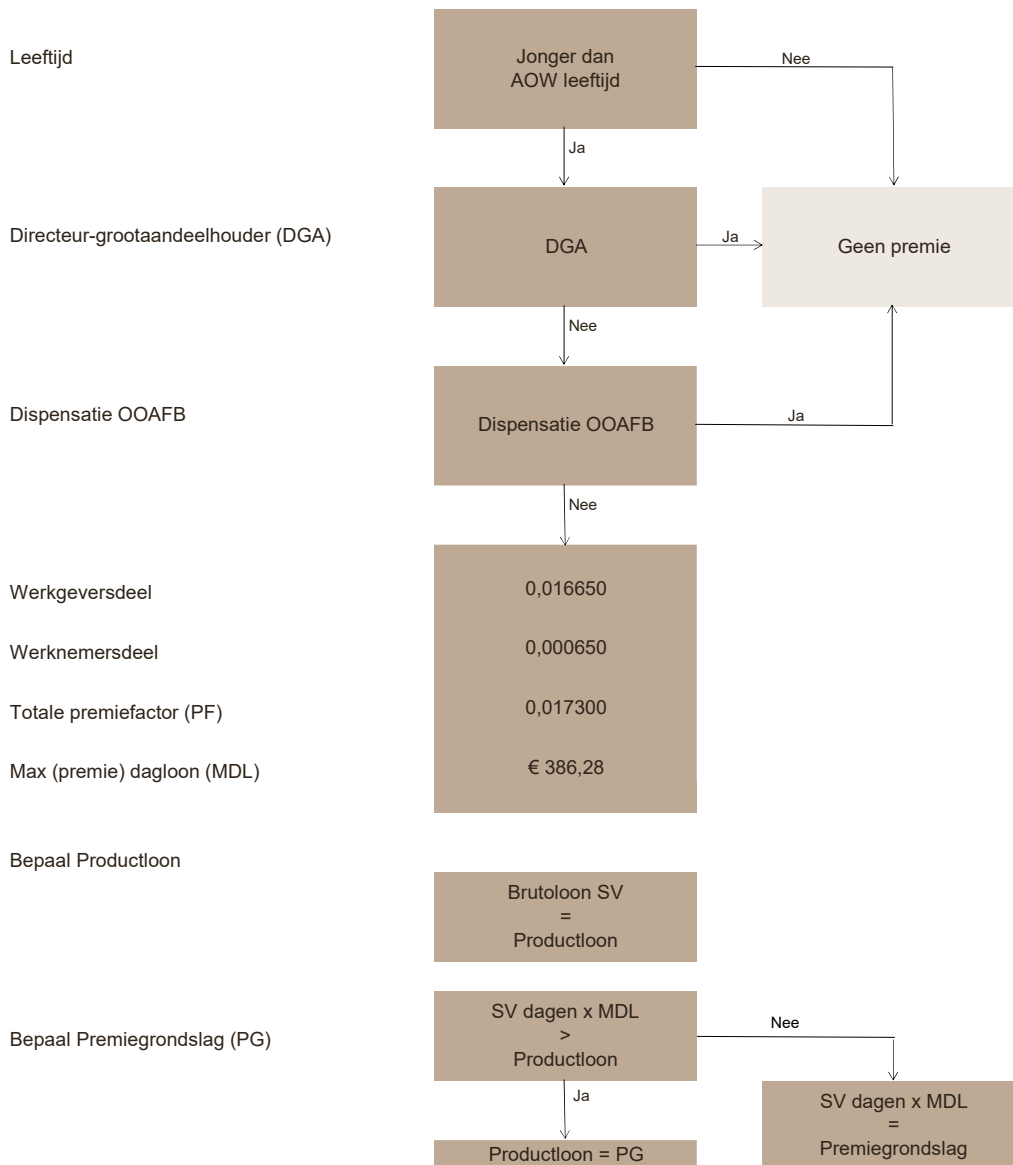 Leeftijd
Jonger dan
AOW leeftijd
Nee
Ja
Directeur-grootaandeelhouder (DGA)
DGA
Ja
Geen premie
Nee
Dispensatie OOAFB
Dispensatie OOAFB
Ja
Nee
Werkgeversdeel
0,016650
Werknemersdeel
0,000650
Totale premiefactor (PF)
0,017300
Max (premie) dagloon (MDL)
€ 386,28
Bepaal Productloon
Brutoloon SV
=
Productloon
Bepaal Premiegrondslag (PG)
SV dagen x MDL
>
Productloon
Nee
Ja
SV dagen x MDL
=
Premiegrondslag
Productloon = PG